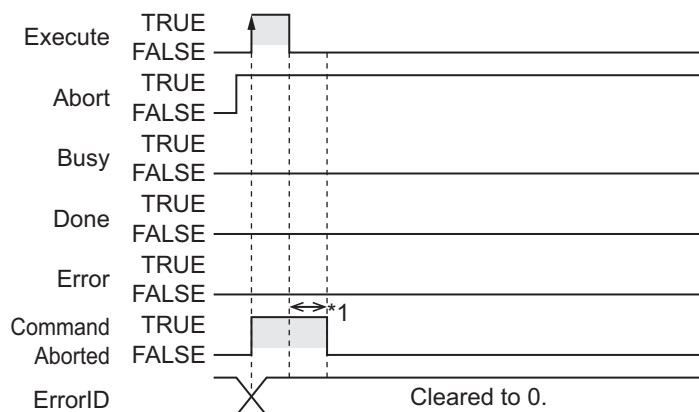 Execute TRUE
FALSE
Abort TRUE
FALSE
Busy TRUE
FALSE
Done TRUE
FALSE
Error TRUE
FALSE
*1
Command TRUE
Aborted FALSE
ErrorID Cleared to 0.